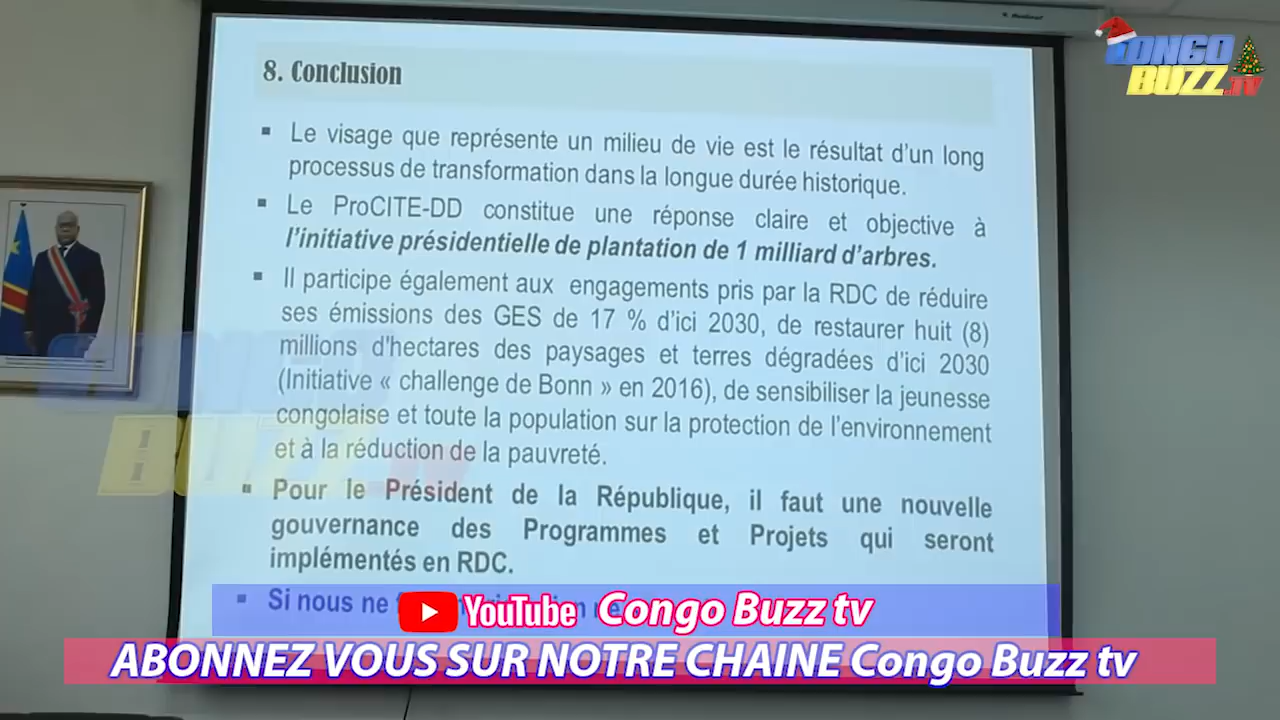 CONGO
BUZZ.TV
8. Conclusion
▪ Le visage que représente un milieu de vie est le résultat d'un long
processus de transformation dans la longue durée historique.
▪ Le ProCITE-DD constitue une réponse claire et objective à
l'initiative présidentielle de plantation de 1 milliard d'arbres.
▪ Il participe également aux engagements pris par la RDC de réduire
ses émissions des GES de 17 % d'ici 2030, de restaurer huit (8)
millions d'hectares des paysages et terres dégradées d'ici 2030
(Initiative « challenge de Bonn » en 2016), de sensibiliser la jeunesse
congolaise et toute la population sur la protection de l'environnement
et à la réduction de la pauvreté.
▪ Pour le Président de la République, il faut une nouvelle
gouvernance des Programmes et Projets qui seront
implémentés en RDC.
▪ Si nous ne
YouTube Congo Buzz tv
ABONNEZ VOUS SUR NOTRE CHAINE Congo Buzz tv